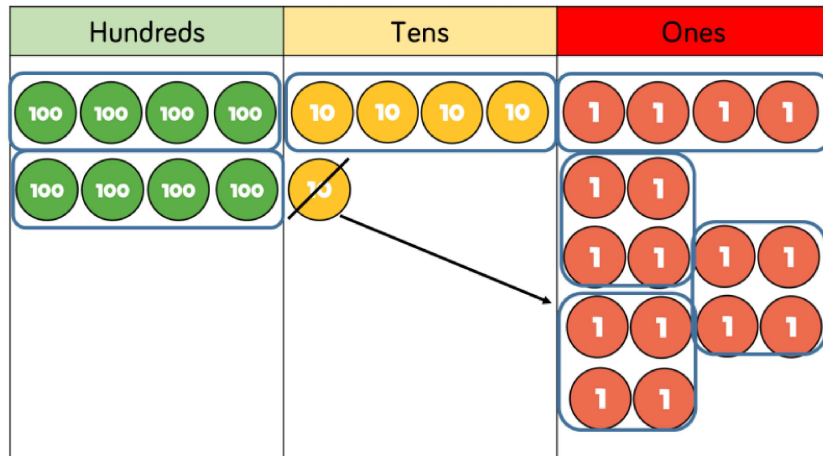 Hundreds Tens Ones
100 100 100 100 10 10 10 10 1 1 1 1
100 100 100 100 10 1 1
1 1 1 1
1 1 1 1
1 1